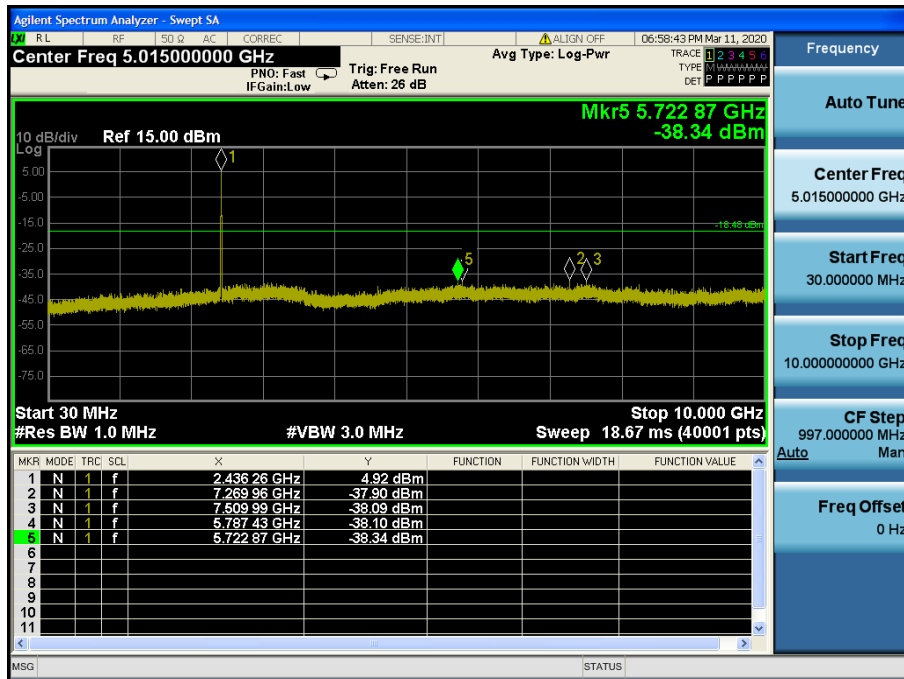 Agilent Spectrum Analyzer - Swept SA
LXI RL RF 50 Ω AC CORREC SENSE:INT ALIGN OFF 06:58:43 PM Mar 11, 2020
Center Freq 5.015000000 GHz
PNO: Fast
IFGain:Low
Trig: Free Run
Atten: 26 dB
Avg Type: Log-Pwr
TRACE 1 2 3 4 5 6
TYPE M WWWWW
DET P P P P P P
Frequency
Auto Tune
Center Freq
5.015000000 GHz
Start Freq
30.000000 MHz
Stop Freq
10.000000000 GHz
CF Step
997.000000 MHz
Auto Man
Freq Offset
0 Hz
Mkr5 5.722 87 GHz
-38.34 dBm
10 dB/div Ref 15.00 dBm
Log
5.00
-5.00
-15.0
-25.0
-35.0
-45.0
-55.0
-65.0
-75.0
1
-18.48 dBm
5
2
3
Start 30 MHz Stop 10.000 GHz
#Res BW 1.0 MHz #VBW 3.0 MHz Sweep 18.67 ms (40001 pts)
MKR MODE TRC SCL X Y FUNCTION FUNCTION WIDTH FUNCTION VALUE
1 N 1 f 2.436 26 GHz 4.92 dBm
2 N 1 f 7.269 96 GHz -37.90 dBm
3 N 1 f 7.509 99 GHz -38.09 dBm
4 N 1 f 5.787 43 GHz -38.10 dBm
5 N 1 f 5.722 87 GHz -38.34 dBm
6
7
8
9
10
11
MSG STATUS